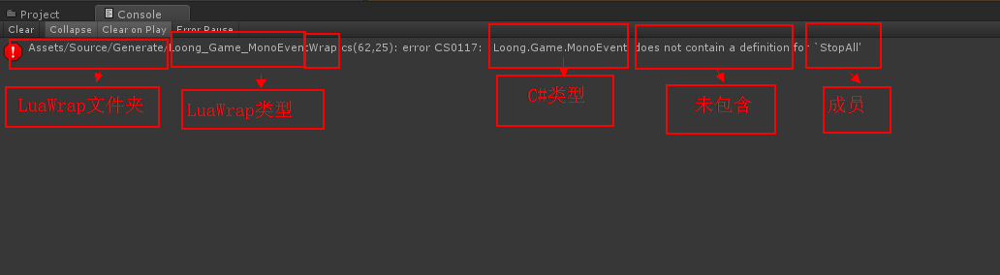 Project
Console
Clear
Collapse
Clear on Play
Error Pause
Assets/Source/Generate/Loong_Game_MonoEventWrap.cs(62,25): error CS0117: Loong.Game.MonoEvent does not contain a definition for `StopAll'
LuaWrap文件夹
LuaWrap类型
C#类型
未包含
成员